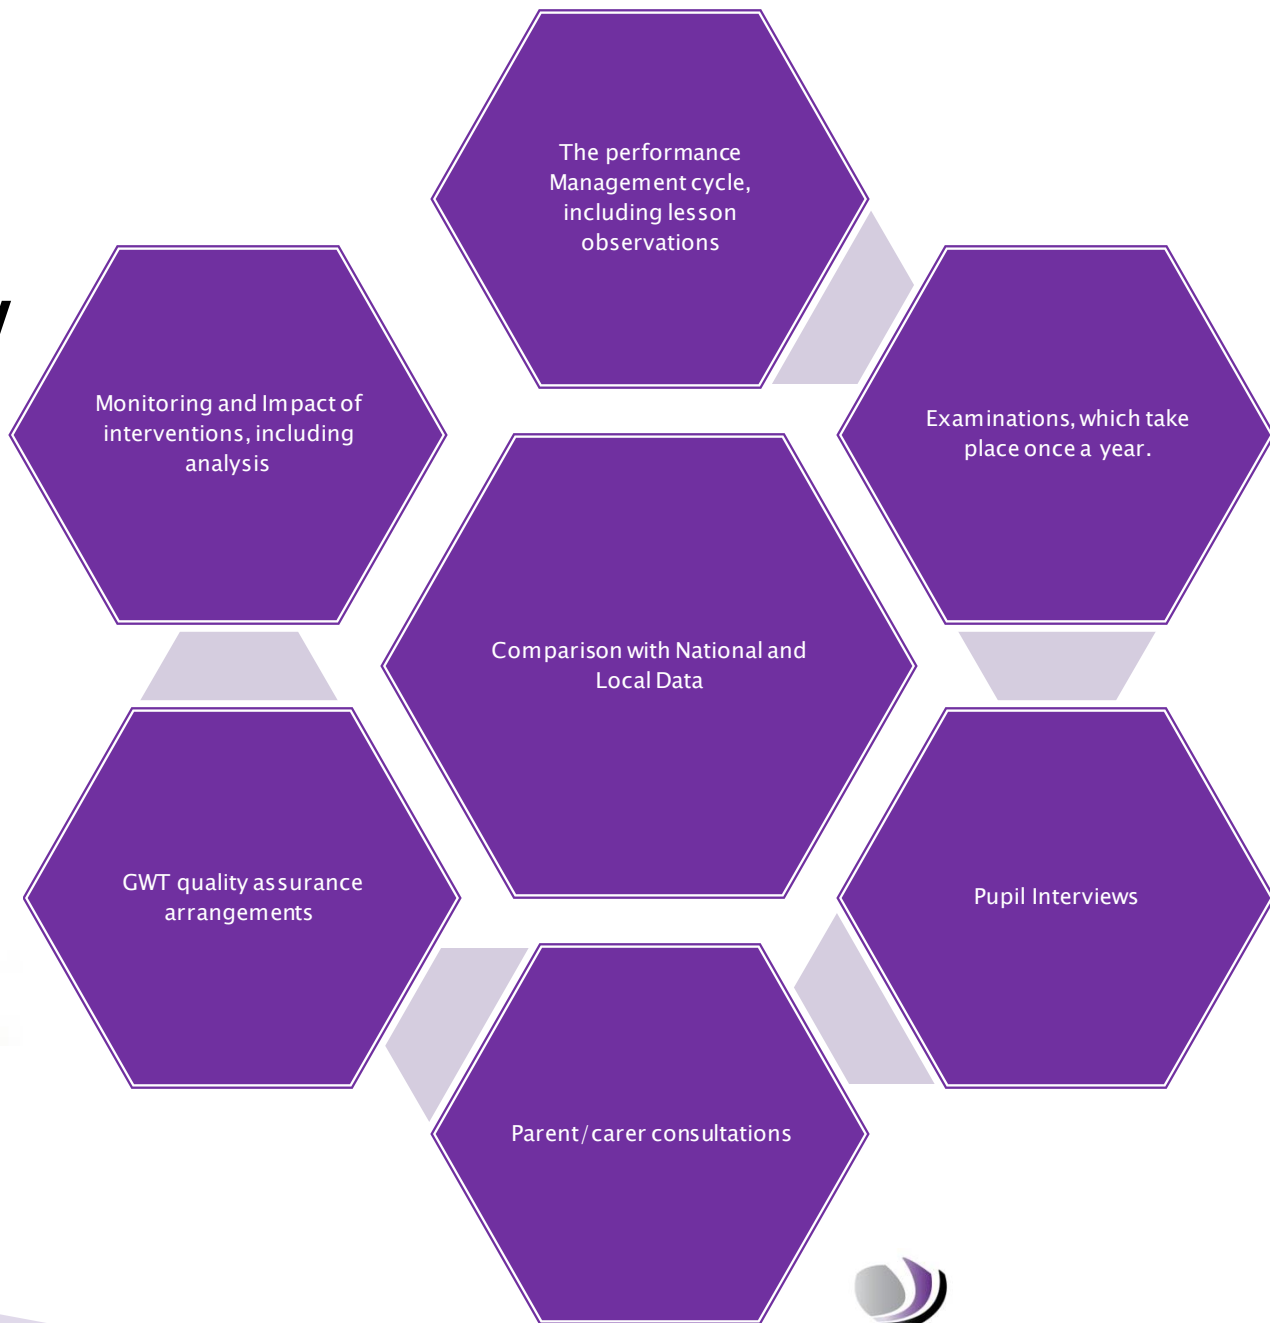 The performance
Management cycle,
including lesson
observations
Monitoring and Impact of
interventions, including
analysis
Examinations, which take
place once a year.
Comparison with National and
Local Data
GWT quality assurance
arrangements
Pupil Interviews
Parent/carer consultations